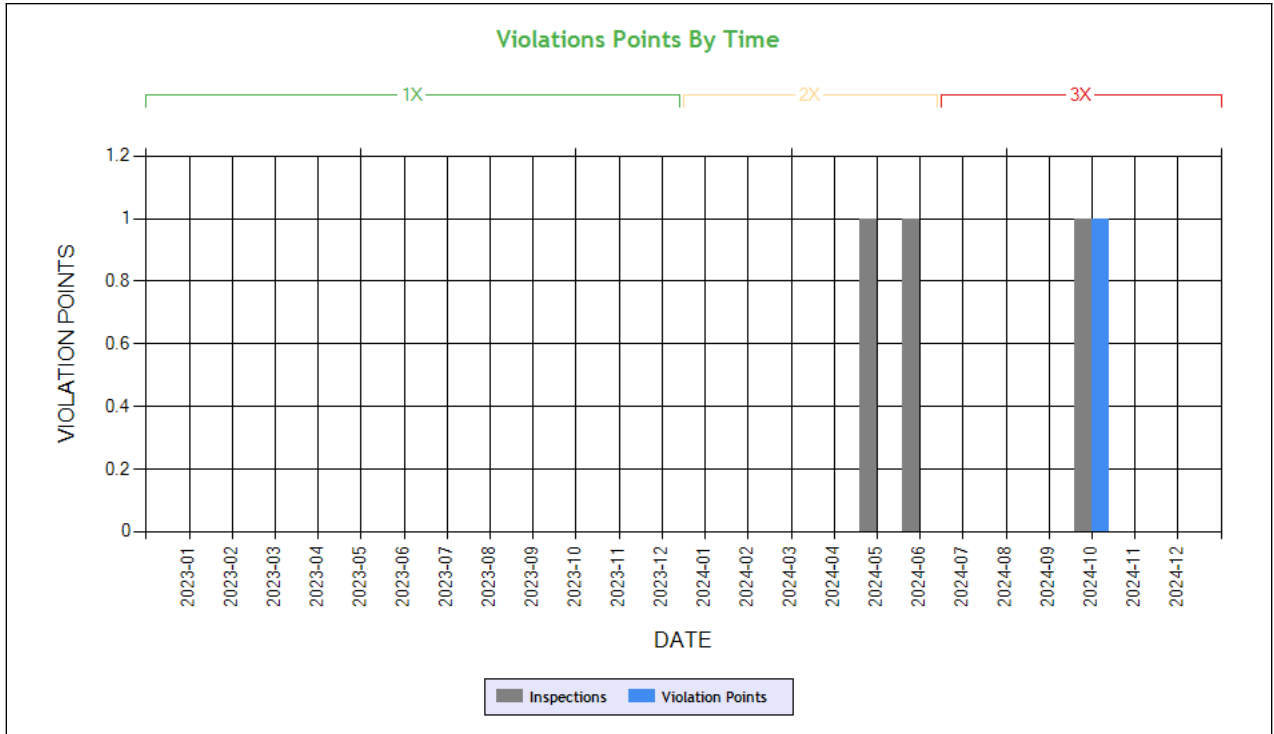 Violations Points By Time
1X 2X 3X
1.2
1
0.8
0.6
0.4
0.2
0
VIOLATION POINTS
2023-01 2023-02 2023-03 2023-04 2023-05 2023-06 2023-07 2023-08 2023-09 2023-10 2023-11 2023-12 2024-01 2024-02 2024-03 2024-04 2024-05 2024-06 2024-07 2024-08 2024-09 2024-10 2024-11 2024-12
DATE
Inspections Violation Points